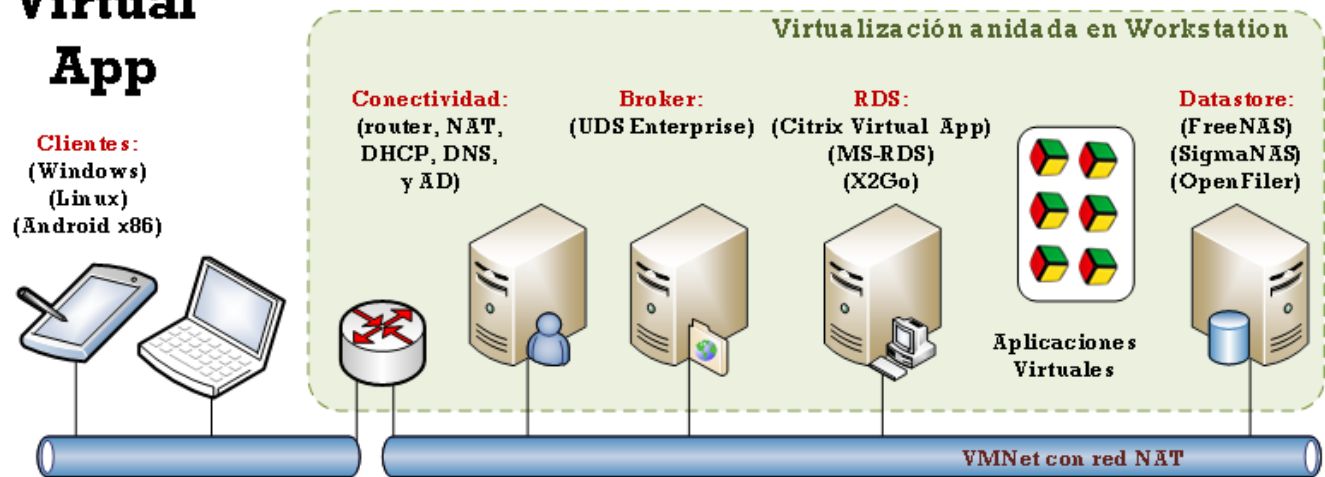 Virtual
App
Virtualización anidada en Workstation
Clientes:
(Windows)
(Linux)
(Android x86)
Conectividad:
(router, NAT,
DHCP, DNS,
y AD)
Broker:
(UDS Enterprise)
RDS:
(Citrix Virtual App)
(MS-RDS)
(X2Go)
Aplicaciones
Virtuales
Datastore:
(FreeNAS)
(SigmaNAS)
(OpenFiler)
VMNet con red NAT